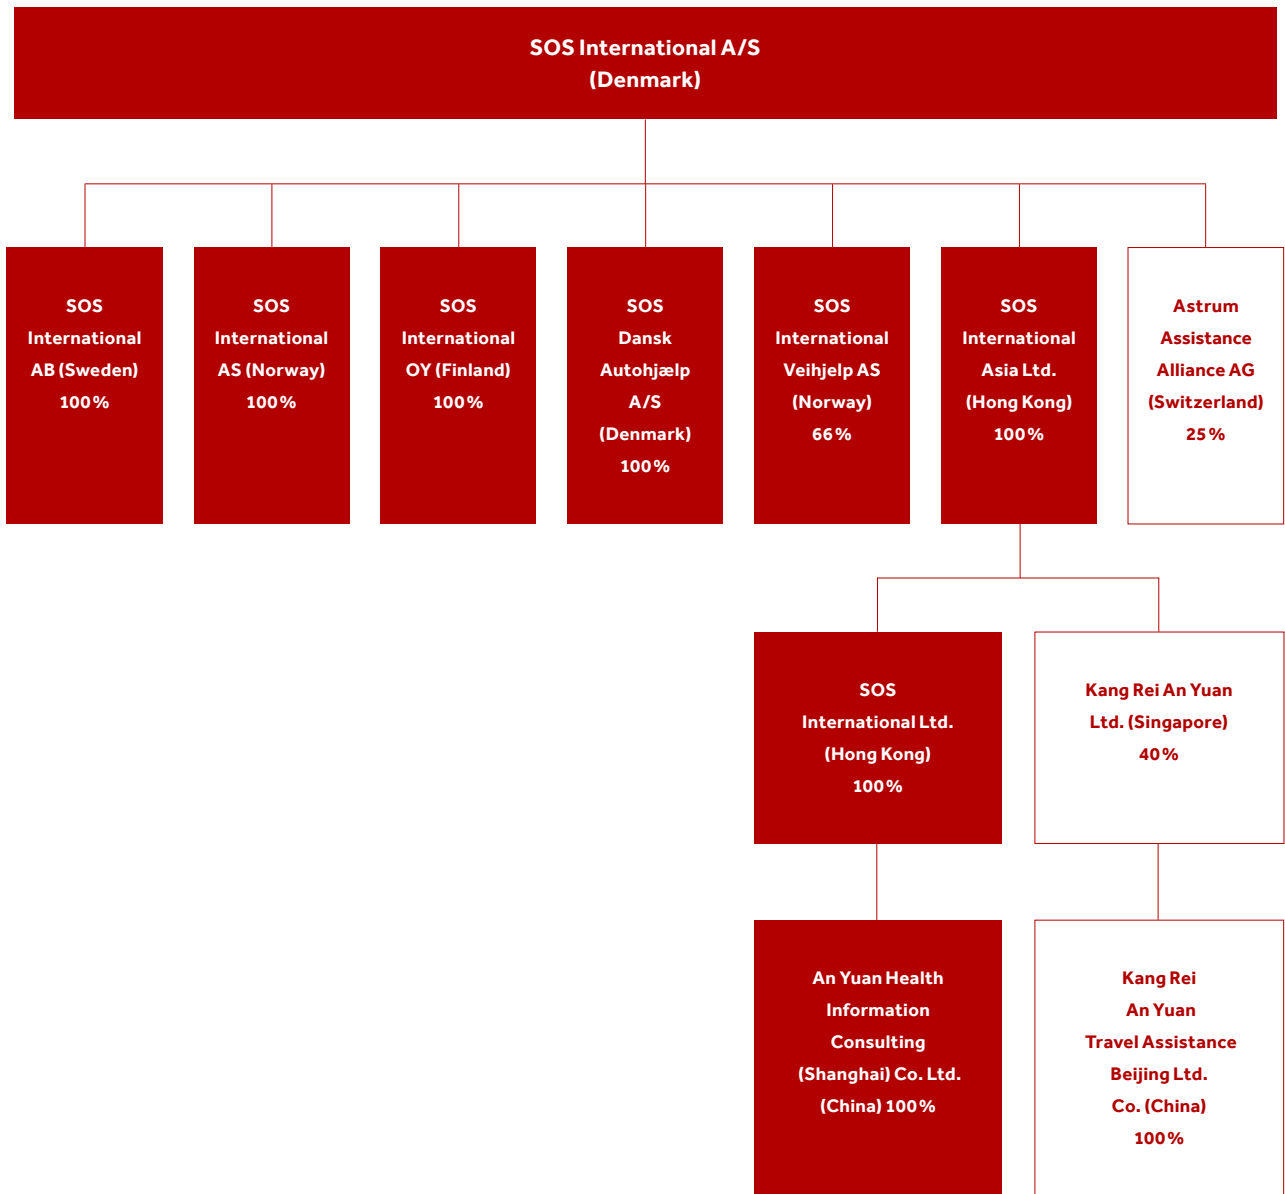 SOS International A/S
(Denmark)
SOS
International
AB (Sweden)
100%
SOS
International
AS (Norway)
100%
SOS
International
OY (Finland)
100%
SOS
Dansk
Autohjælp
A/S
(Denmark)
100%
SOS
International
Veihjelp AS
(Norway)
66%
SOS
International
Asia Ltd.
(Hong Kong)
100%
Astrum
Assistance
Alliance AG
(Switzerland)
25%
SOS
International Ltd.
(Hong Kong)
100%
Kang Rei An Yuan
Ltd. (Singapore)
40%
An Yuan Health
Information
Consulting
(Shanghai) Co. Ltd.
(China) 100%
Kang Rei
An Yuan
Travel Assistance
Beijing Ltd.
Co. (China)
100%